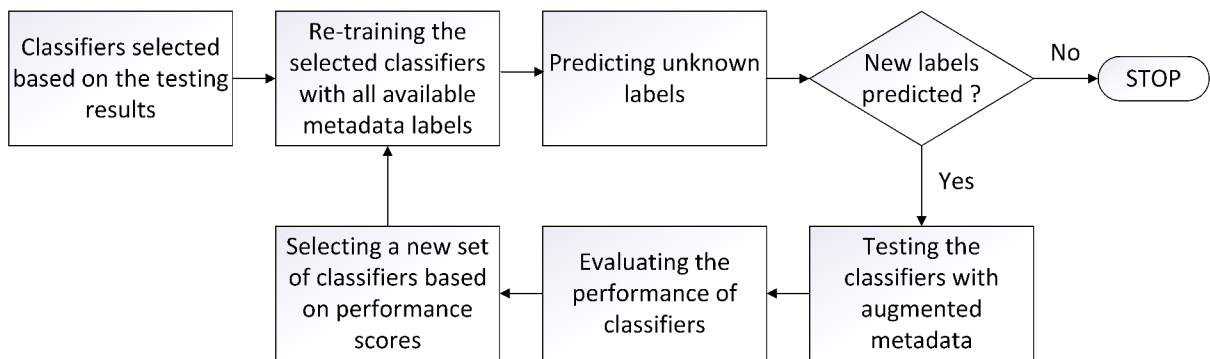 Classifiers selected
based on the testing
results
Re-training the
selected classifiers
with all available
metadata labels
Predicting unknown
labels
New labels
predicted ?
No
STOP
Yes
Selecting a new set
of classifiers based
on performance
scores
Evaluating the
performance of
classifiers
Testing the
classifiers with
augmented
metadata